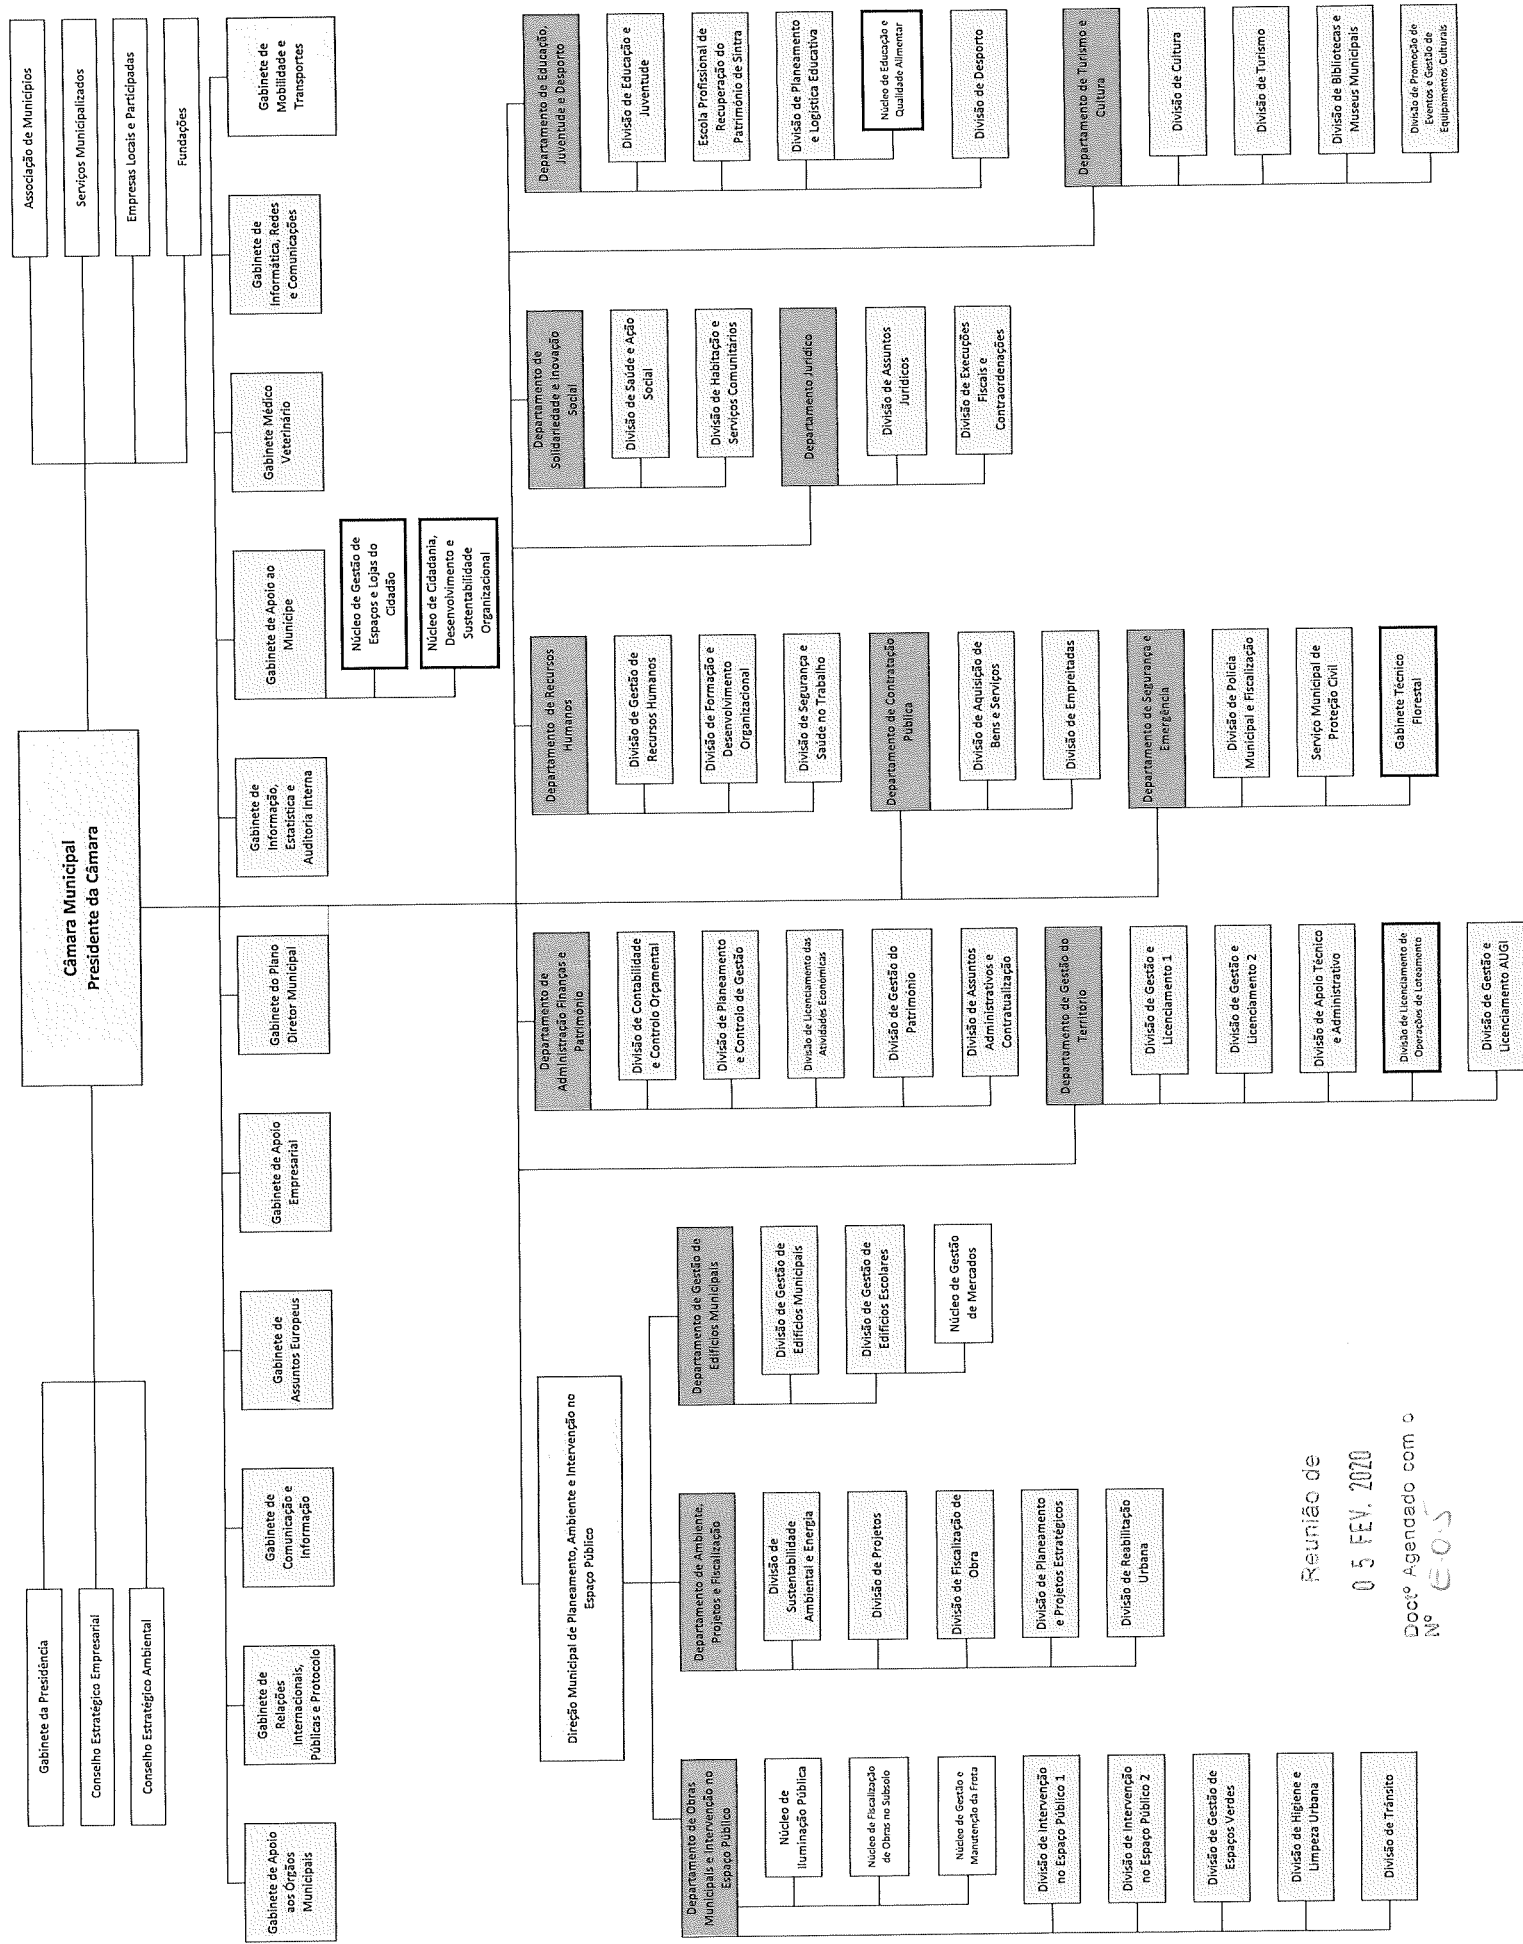 Câmara Municipal
Presidente da Câmara
Gabinete da Presidência
Conselho Estratégico Empresarial
Conselho Estratégico Ambiental
Associação de Municípios
Serviços Municipalizados
Empresas Locais e Participadas
Fundações
Gabinete de Apoio
aos Órgãos
Municipais
Gabinete de
Relações
Internacionais,
Públicas e Protocolo
Gabinete de
Comunicação e
Informação
Gabinete de
Assuntos Europeus
Gabinete de Apoio
Empresarial
Gabinete do Plano
Diretor Municipal
Gabinete de
Informação,
Estatística e
Auditoria Interna
Gabinete de Apoio ao
Munícipe
Núcleo de Gestão de
Espaços e Lojas do
Cidadão
Núcleo de Cidadania,
Desenvolvimento e
Sustentabilidade
Organizacional
Gabinete Médico
Veterinário
Gabinete de
Informática, Redes
e Comunicações
Gabinete de
Mobilidade e
Transportes
Direção Municipal de Planeamento, Ambiente e Intervenção no
Espaço Público
Departamento de Obras
Municipais e Intervenção no
Espaço Público
Núcleo de
Iluminação Pública
Núcleo de Fiscalização
de Obras no Subsolo
Núcleo de Gestão e
Manutenção da Frota
Divisão de Intervenção
no Espaço Público 1
Divisão de Intervenção
no Espaço Público 2
Divisão de Gestão de
Espaços Verdes
Divisão de Higiene e
Limpeza Urbana
Divisão de Trânsito
Departamento de Ambiente,
Projetos e Fiscalização
Divisão de
Sustentabilidade
Ambiental e Energia
Divisão de Projetos
Divisão de Fiscalização de
Obra
Divisão de Planeamento
e Projetos Estratégicos
Divisão de Reabilitação
Urbana
Departamento de Gestão de
Edifícios Municipais
Divisão de Gestão de
Edifícios Municipais
Divisão de Gestão de
Edifícios Escolares
Núcleo de Gestão
de Mercados
Departamento de
Administração Finanças e
Património
Divisão de Contabilidade
e Controlo Orçamental
Divisão de Planeamento
e Controlo de Gestão
Divisão de Licenciamento das
Atividades Económicas
Divisão de Gestão do
Património
Divisão de Assuntos
Administrativos e
Contratualização
Departamento de Gestão do
Território
Divisão de Gestão e
Licenciamento 1
Divisão de Gestão e
Licenciamento 2
Divisão de Apoio Técnico
e Administrativo
Divisão de Licenciamento de
Operações de Loteamento
Divisão de Gestão e
Licenciamento AUGI
Departamento de Recursos
Humanos
Divisão de Gestão de
Recursos Humanos
Divisão de Formação e
Desenvolvimento
Organizacional
Divisão de Segurança e
Saúde no Trabalho
Departamento de Contratação
Pública
Divisão de Aquisição de
Bens e Serviços
Divisão de Empreitadas
Departamento de Segurança e
Emergência
Divisão de Polícia
Municipal e Fiscalização
Serviço Municipal de
Proteção Civil
Gabinete Técnico
Florestal
Departamento de
Solidariedade e Inovação
Social
Divisão de Saúde e Ação
Social
Divisão de Habitação e
Serviços Comunitários
Departamento Jurídico
Divisão de Assuntos
Jurídicos
Divisão de Execuções
Fiscais e
Contraordenações
Departamento de Educação,
Juventude e Desporto
Divisão de Educação e
Juventude
Escola Profissional de
Recuperação do
Património de Sintra
Divisão de Planeamento
e Logística Educativa
Núcleo de Educação e
Qualidade Alimentar
Divisão de Desporto
Departamento de Turismo e
Cultura
Divisão de Cultura
Divisão de Turismo
Divisão de Bibliotecas e
Museus Municipais
Divisão de Promoção de
Eventos e Gestão de
Equipamentos Culturais
Reunião de
05 FEV. 2020
Doctº Agendado com o
Nº